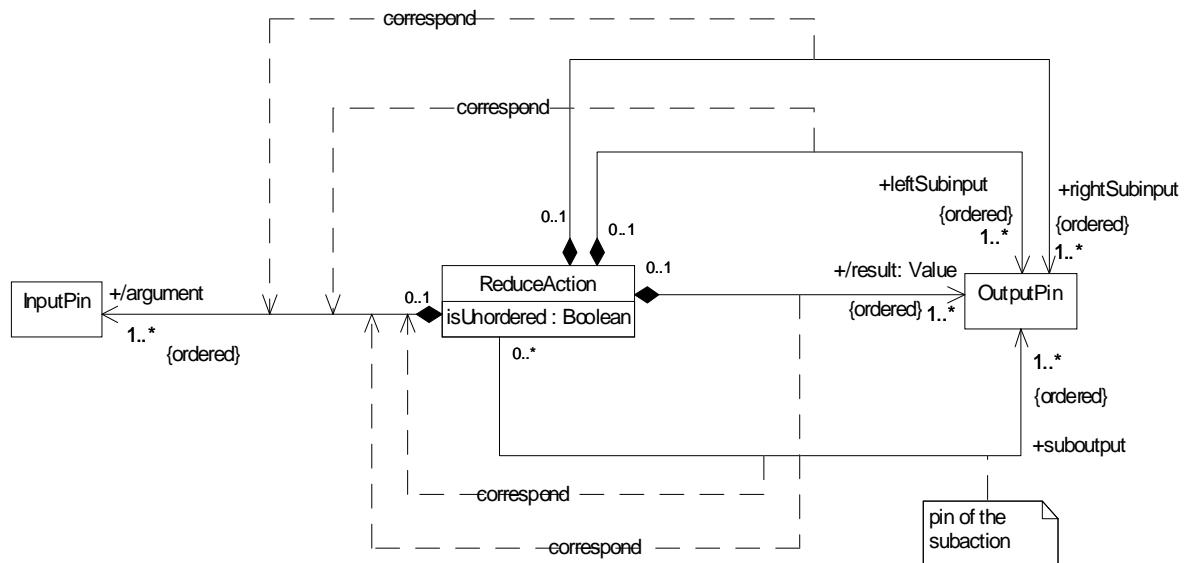 correspond
correspond
+leftSubinput
+rightSubinput
{ordered}
{ordered}
0..1
0..1
1..*
1..*
InputPin
+/argument
0..1
ReduceAction
0..1
+/result: Value
OutputPin
1..*
isUnordered : Boolean
{ordered}
1..*
{ordered}
0..*
1..*
{ordered}
+suboutput
correspond
pin of the
subaction
correspond